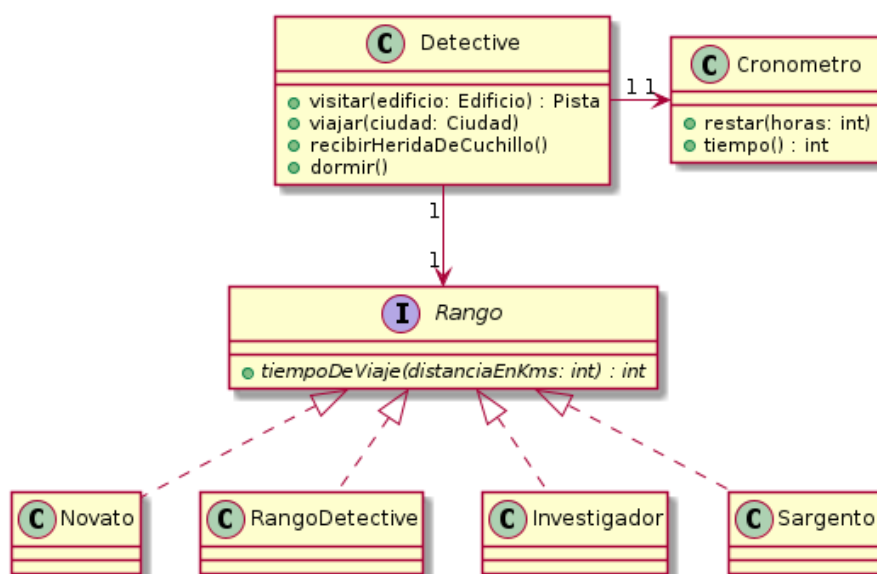 C Detective
visitar(edificio: Edificio) : Pista
viajar(ciudad: Ciudad)
recibirHeridaDeCuchillo()
dormir()
1 1
C Cronometro
restar(horas: int)
tiempo() : int
1
1
I Rango
tiempoDeViaje(distanciaEnKms: int) : int
C Novato
C RangoDetective
C Investigador
C Sargento